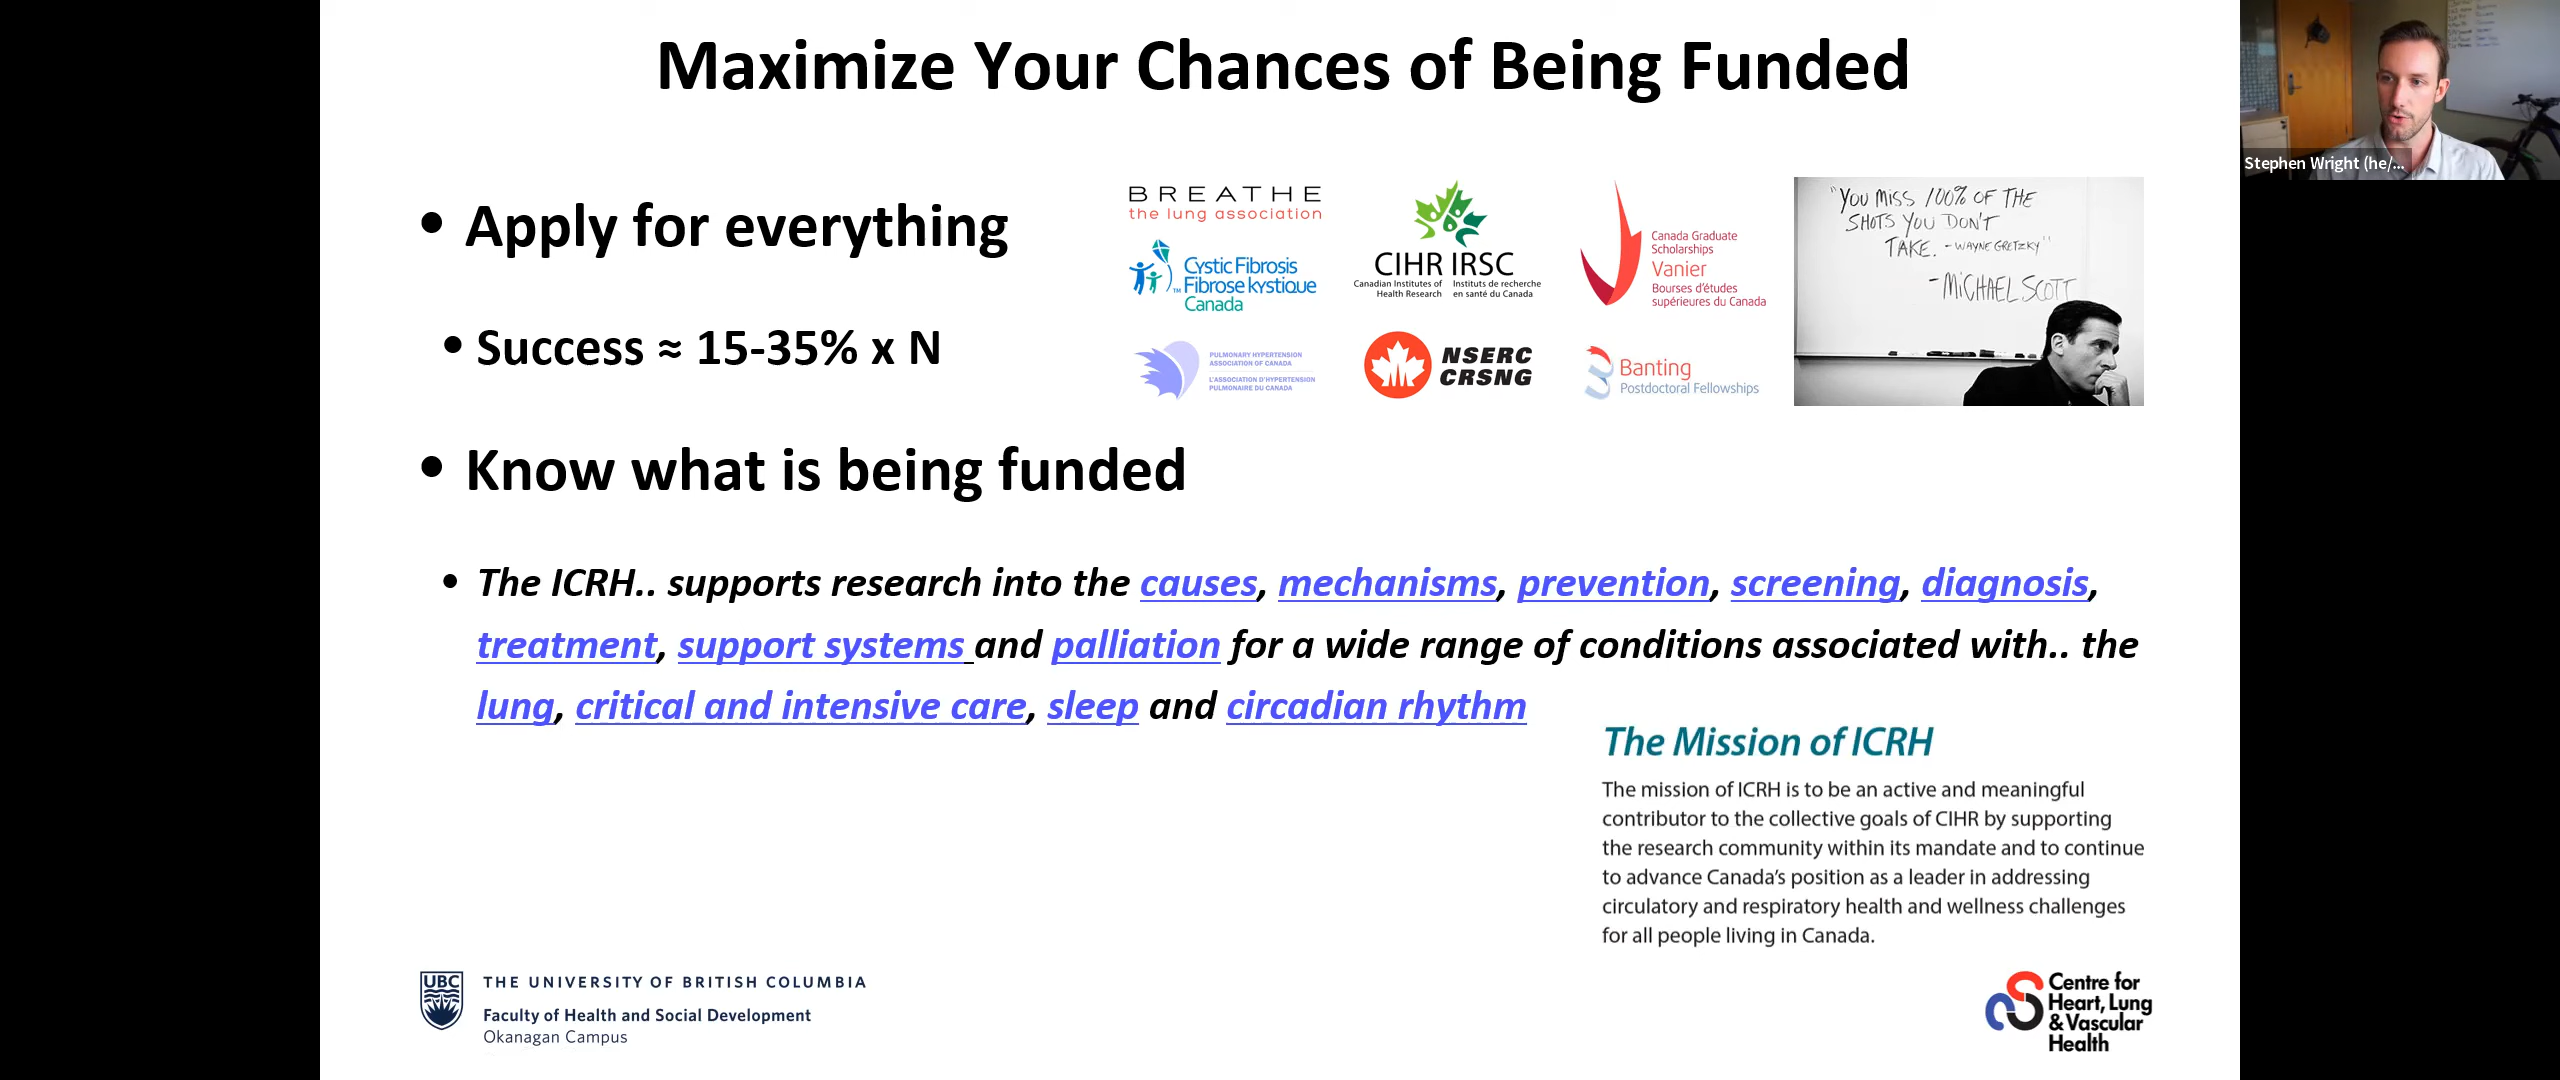 Maximize Your Chances of Being Funded
Stephen Wright (he/...
• Apply for everything
• Success ≈ 15-35% x N
BREATHE
the lung association
Cystic Fibrosis
Fibrose kystique
Canada
TM
CIHR IRSC
Canadian Institutes of
Health Research
Instituts de recherche
en santé du Canada
Canada Graduate
Scholarships
Vanier
Bourses d'études
supérieures du Canada
PULMONARY HYPERTENSION
ASSOCIATION OF CANADA
L'ASSOCIATION D'HYPERTENSION
PULMONAIRE DU CANADA
NSERC
CRSNG
Banting
Postdoctoral Fellowships
"YOU MISS 100% OF THE
SHOTS YOU DON'T
TAKE. - WAYNE GRETZKY"
- MICHAEL SCOTT
• Know what is being funded
• The ICRH.. supports research into the causes, mechanisms, prevention, screening, diagnosis,
treatment, support systems and palliation for a wide range of conditions associated with.. the
lung, critical and intensive care, sleep and circadian rhythm
The Mission of ICRH
The mission of ICRH is to be an active and meaningful
contributor to the collective goals of CIHR by supporting
the research community within its mandate and to continue
to advance Canada's position as a leader in addressing
circulatory and respiratory health and wellness challenges
for all people living in Canada.
UBC
THE UNIVERSITY OF BRITISH COLUMBIA
Faculty of Health and Social Development
Okanagan Campus
Centre for
Heart, Lung
& Vascular
Health